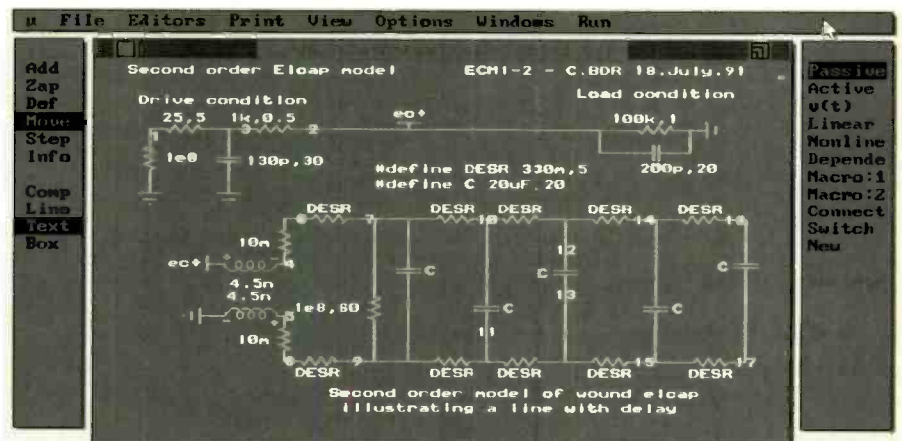 µ File Editors Print View Options Windows Run
Add
Zap
Def
Move
Step
Info
Comp
Line
Text
Box
Second order Elcap model ECM1-2 - C.BDR 18.July.91
Drive condition Load condition
25,5 1k,0.5 ec+ 100k,1
1 3 2
1e0 130p,30 200p,20
#define DESR 330m,5
#define C 20uF,20
DESR DESR DESR DESR DESR
6 7 10 14 13
10m 12
ec+ 4 C C C
4.5n
4.5n 13
1e8,60 C C
5 11
10m
8 9 15 17
DESR DESR DESR DESR DESR
Second order model of wound elcap
illustrating a line with delay
Passive
Active
v(t)
Linear
Nonline
Depende
Macro:1
Macro:2
Connect
Switch
New